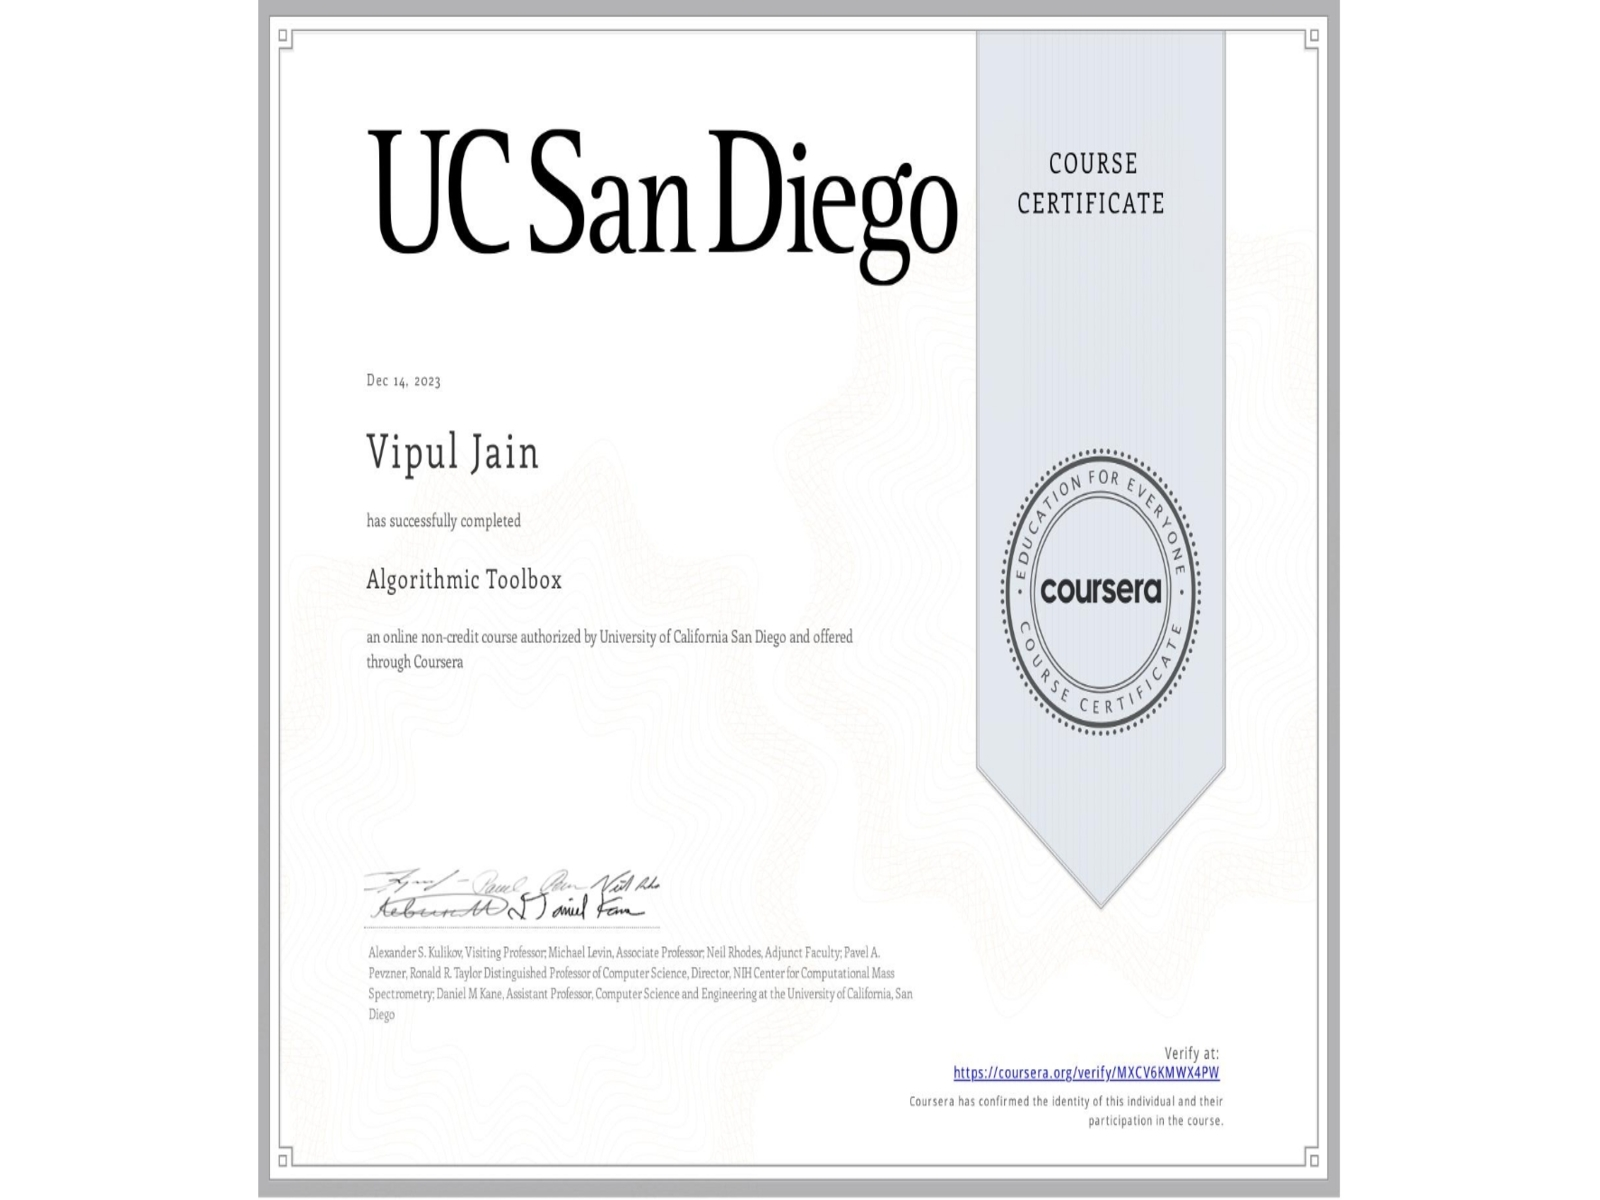 UC San Diego
COURSE
CERTIFICATE
Dec 14, 2023
Vipul Jain
has successfully completed
Algorithmic Toolbox
an online non-credit course authorized by University of California San Diego and offered
through Coursera
EDUCATION FOR EVERYONE
coursera
COURSE CERTIFICATE
Alexander S. Kulikov, Visiting Professor; Michael Levin, Associate Professor; Neil Rhodes, Adjunct Faculty; Pavel A.
Pevzner, Ronald R. Taylor Distinguished Professor of Computer Science, Director, NIH Center for Computational Mass
Spectrometry; Daniel M Kane, Assistant Professor, Computer Science and Engineering at the University of California, San
Diego
Verify at:
https://coursera.org/verify/MXCV6KMWX4PW
Coursera has confirmed the identity of this individual and their
participation in the course.